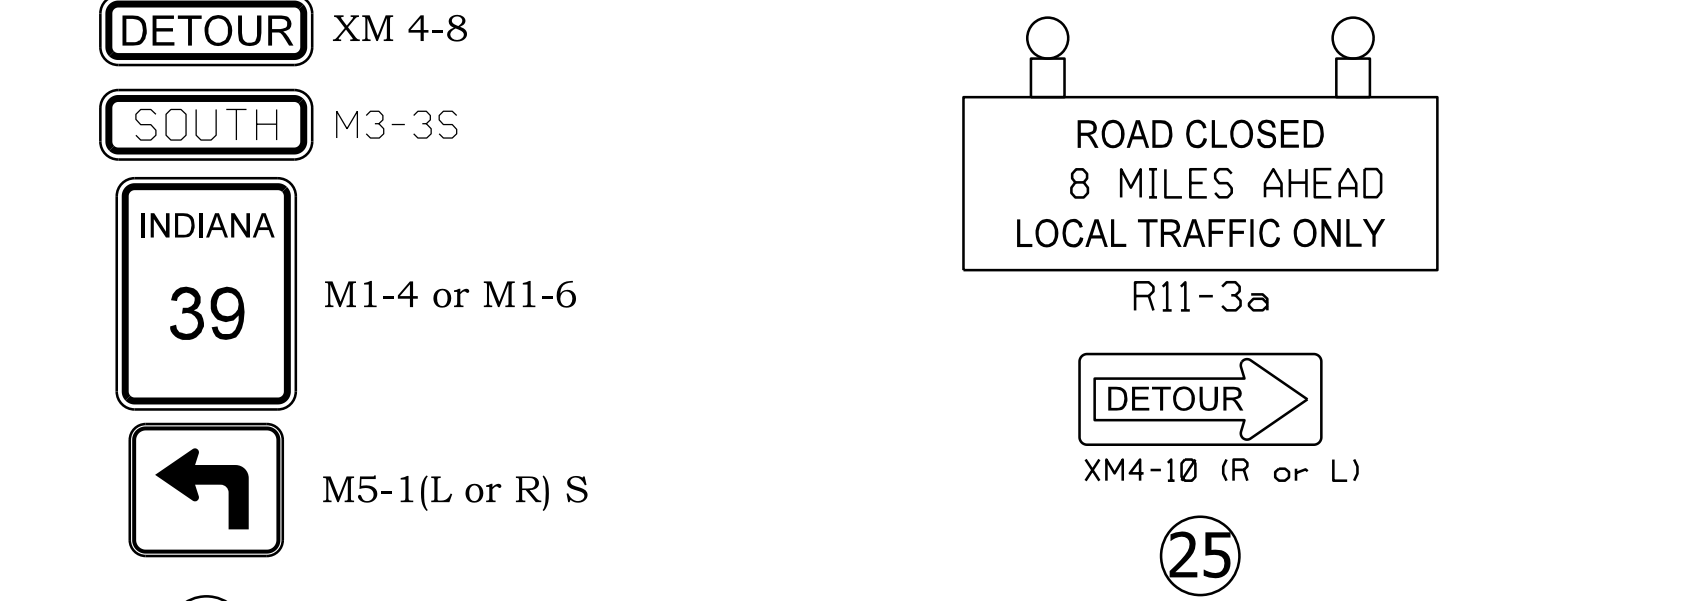 DETOUR XM 4-8
SOUTH M3-3S
INDIANA
39
M1-4 or M1-6
M5-1(L or R) S
ROAD CLOSED
8 MILES AHEAD
LOCAL TRAFFIC ONLY
R11-3a
DETOUR
XM4-10 (R or L)
25